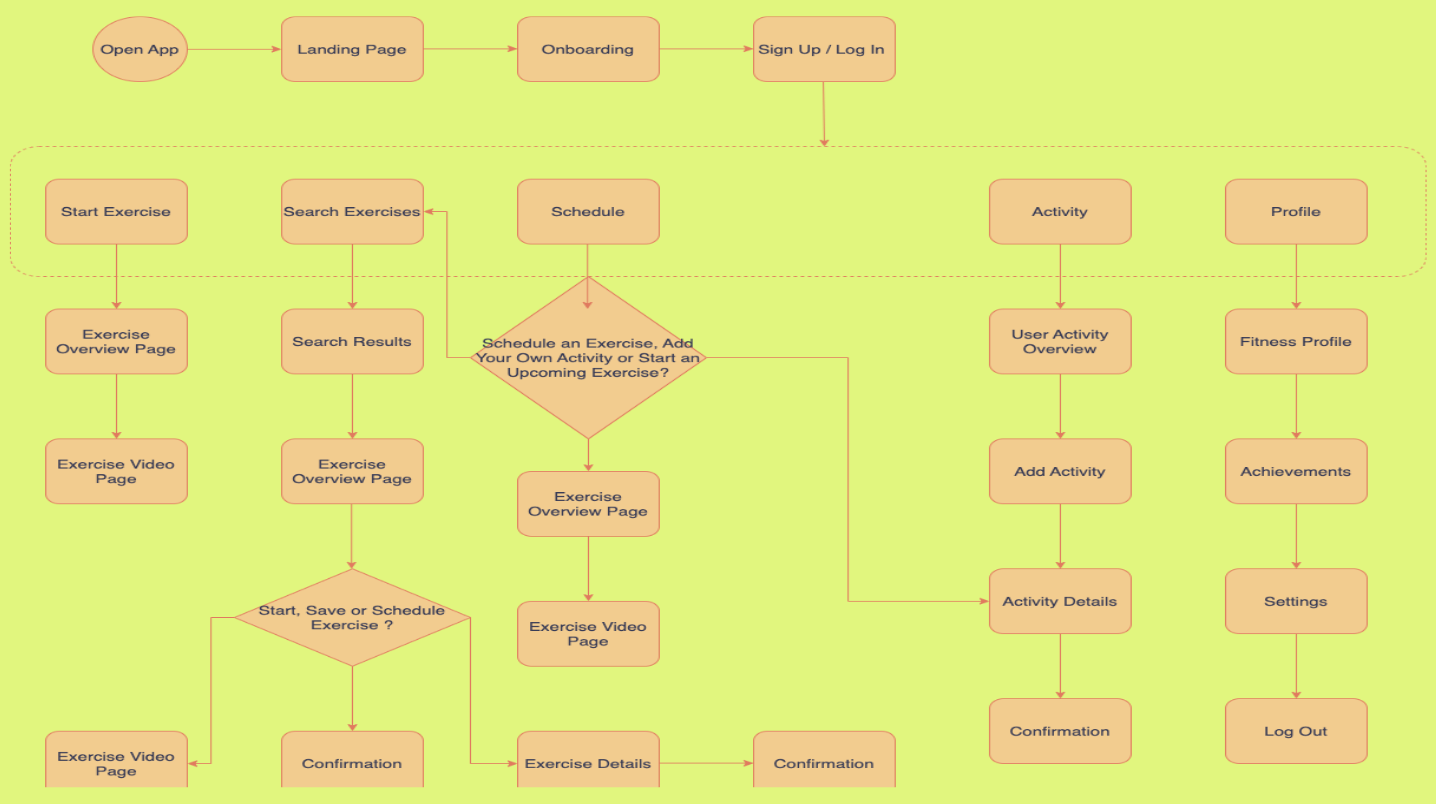 Open App
Landing Page
Onboarding
Sign Up / Log In
Start Exercise
Search Exercises
Schedule
Activity
Profile
Exercise
Overview Page
Search Results
Schedule an Exercise, Add
Your Own Activity or Start an
Upcoming Exercise?
User Activity
Overview
Fitness Profile
Exercise Video
Page
Exercise
Overview Page
Exercise
Overview Page
Add Activity
Achievements
Start, Save or Schedule
Exercise ?
Exercise Video
Page
Activity Details
Settings
Exercise Video
Page
Confirmation
Exercise Details
Confirmation
Confirmation
Log Out